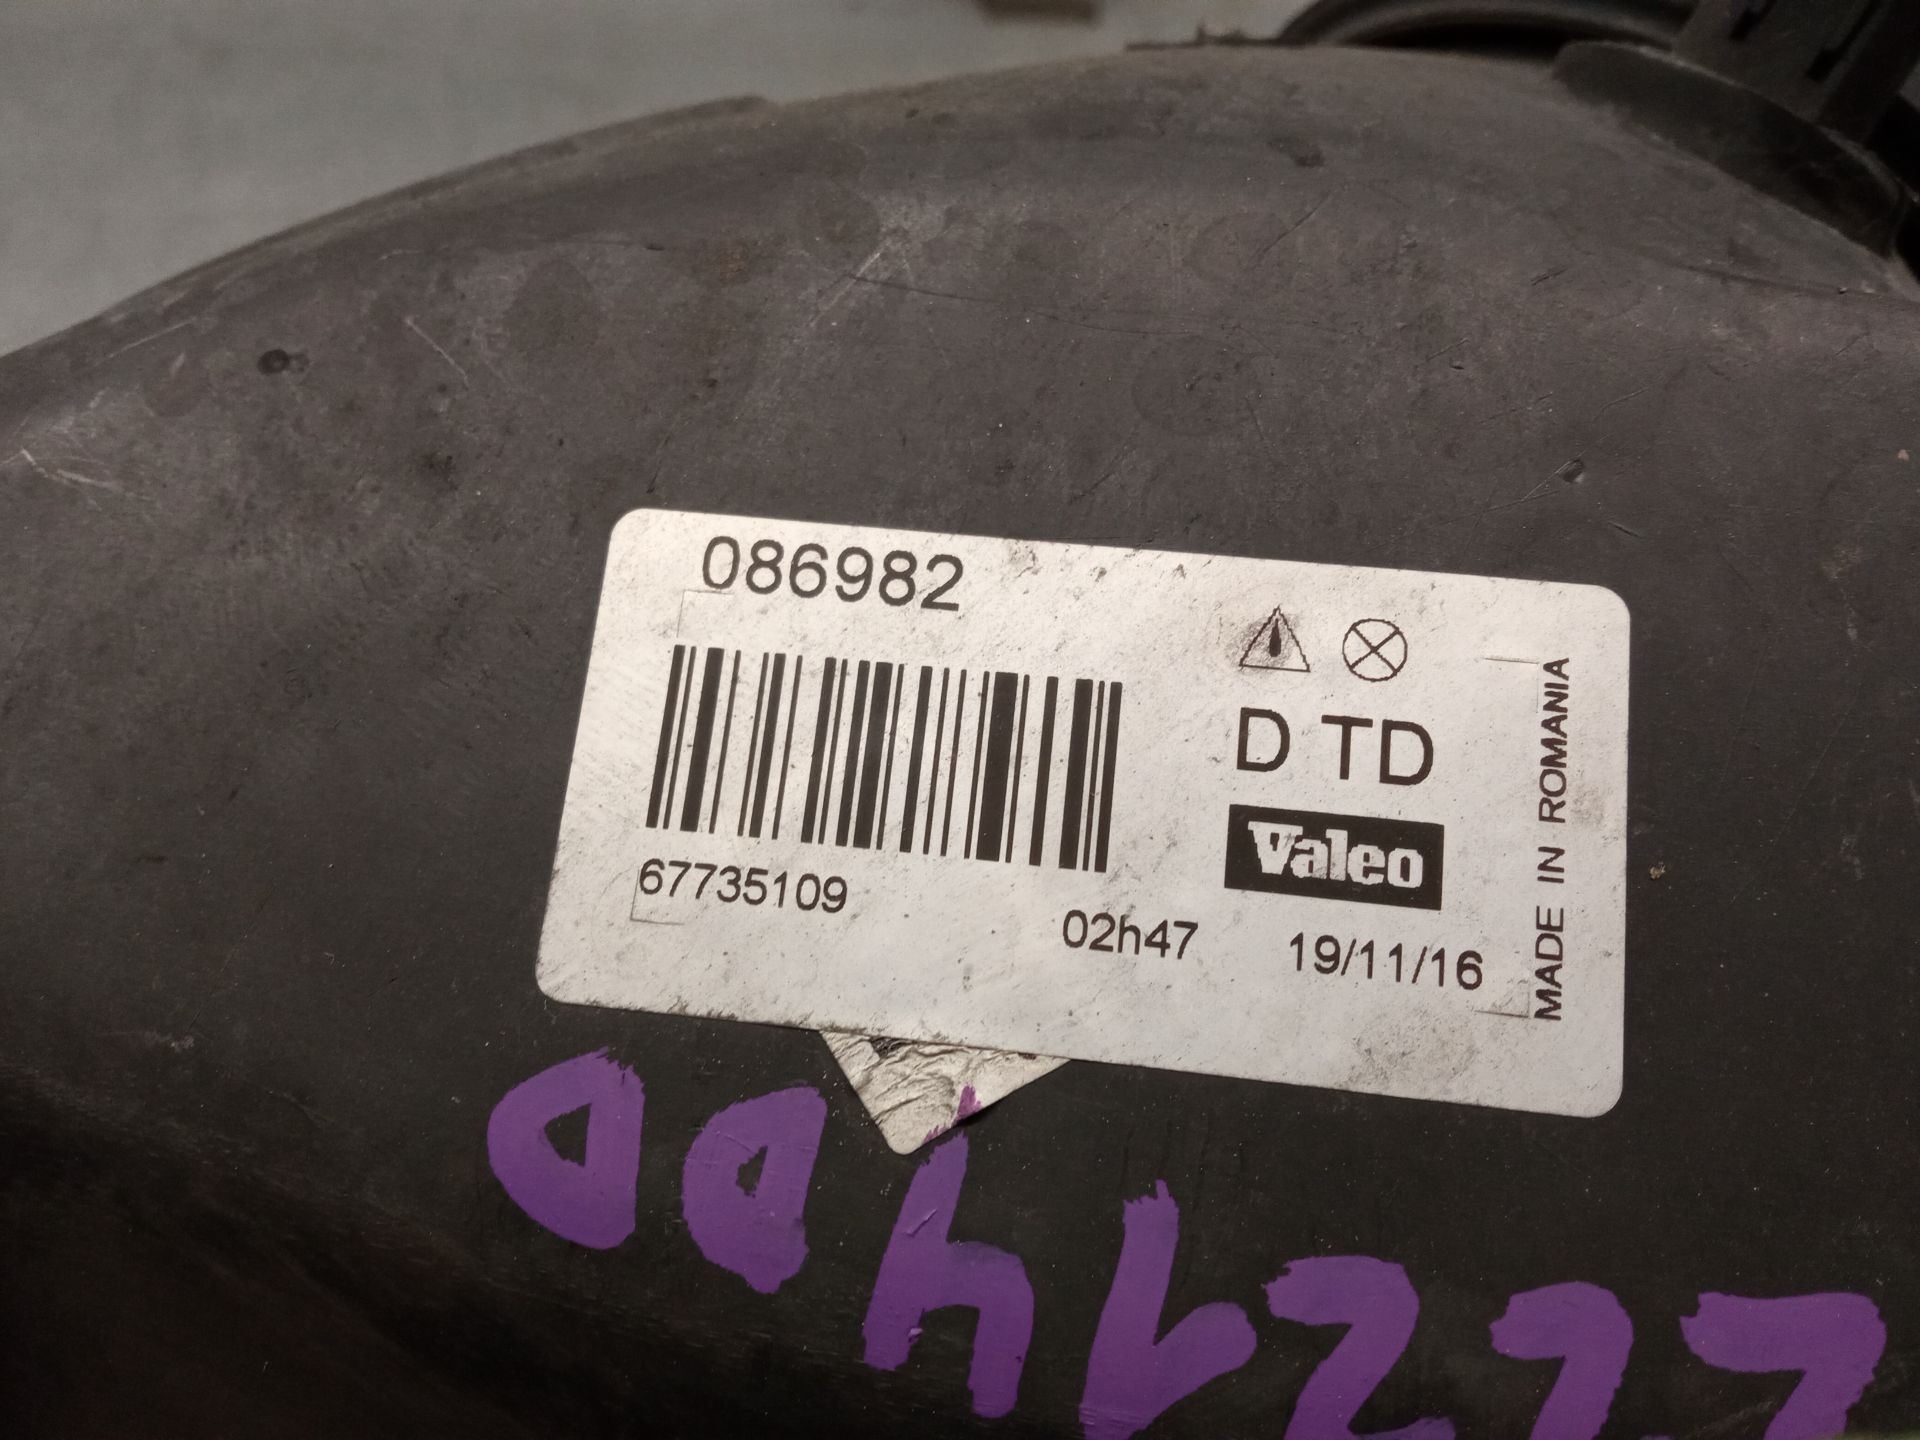 086982
D TD
Valeo
67735109
02h47
19/11/16
MADE IN ROMANIA